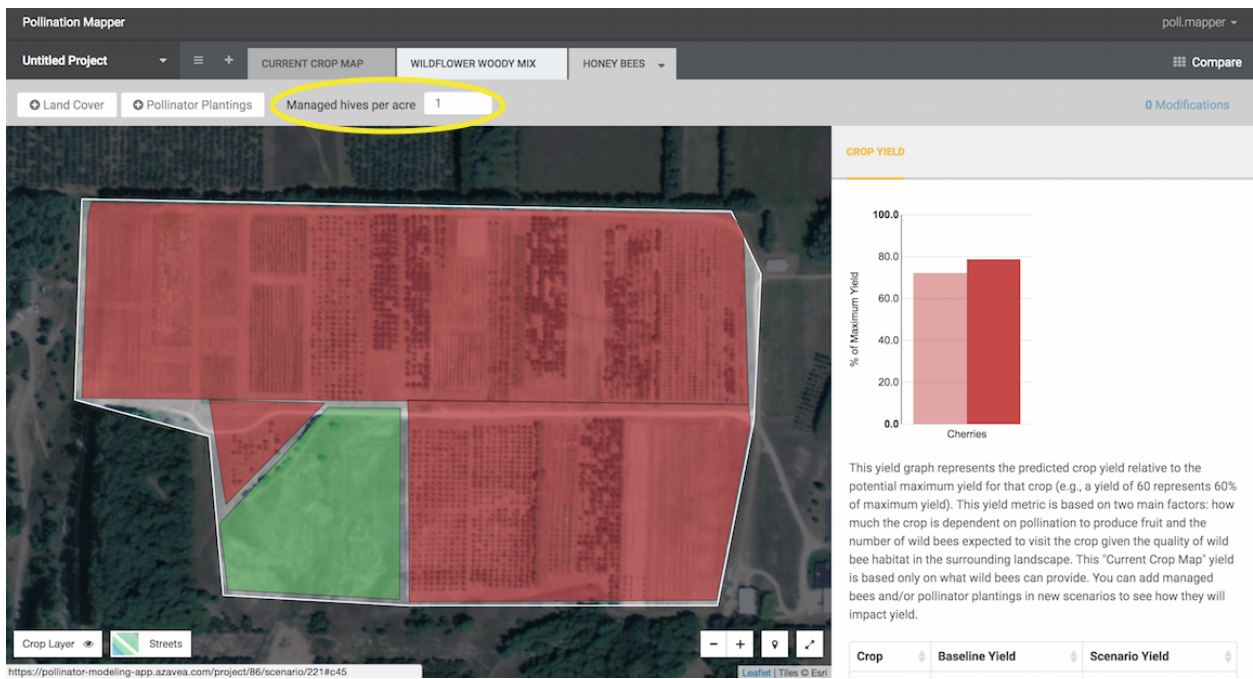 Pollination Mapper
poll.mapper
Untitled Project
CURRENT CROP MAP
WILDFLOWER WOODY MIX
HONEY BEES
Compare
Land Cover
Pollinator Plantings
Managed hives per acre 1
0 Modifications
CROP YIELD
100.0
80.0
60.0
40.0
20.0
0.0
% of Maximum Yield
Cherries
This yield graph represents the predicted crop yield relative to the
potential maximum yield for that crop (e.g., a yield of 60 represents 60%
of maximum yield). This yield metric is based on two main factors: how
much the crop is dependent on pollination to produce fruit and the
number of wild bees expected to visit the crop given the quality of wild
bee habitat in the surrounding landscape. This "Current Crop Map" yield
is based only on what wild bees can provide. You can add managed
bees and/or pollinator plantings in new scenarios to see how they will
impact yield.
Crop Baseline Yield Scenario Yield
Crop Layer
Streets
- +
https://pollinator-modeling-app.azavea.com/project/86/scenario/221#c45
Leaflet | Tiles © Esri